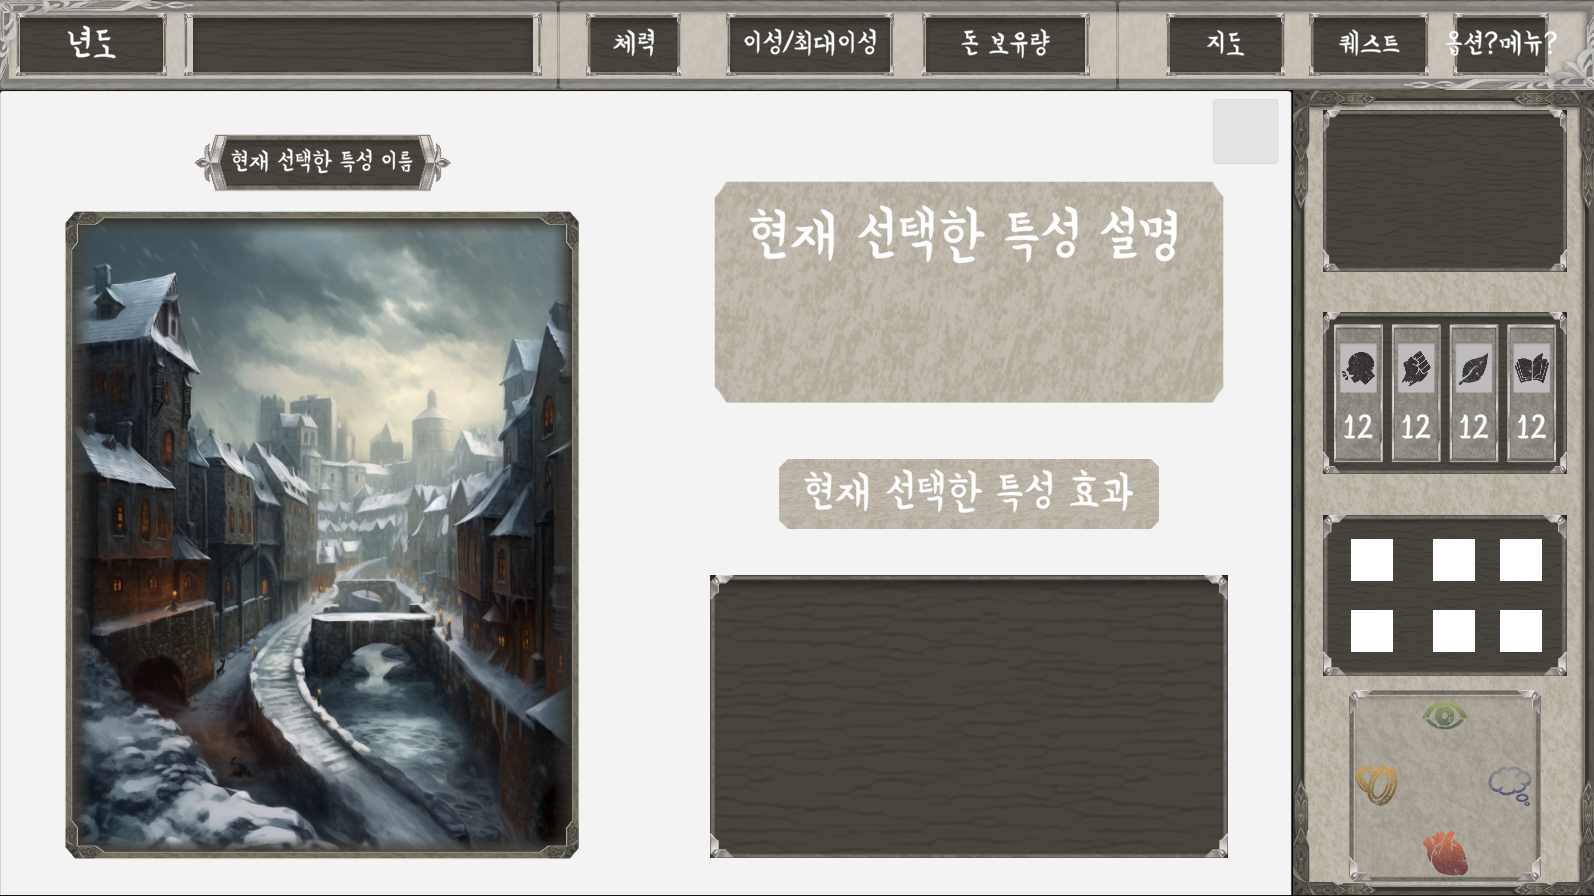 년도
체력
이성/최대이성
돈 보유량
지도
퀘스트
옵션?메뉴?
현재 선택한 특성 이름
현재 선택한 특성 설명
현재 선택한 특성 효과
12
12
12
12